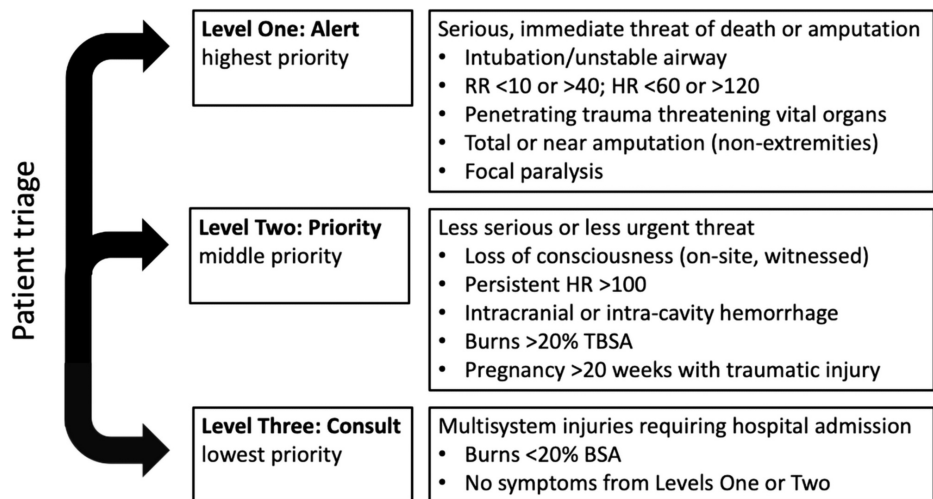 Patient triage
Level One: Alert
highest priority
Serious, immediate threat of death or amputation
• Intubation/unstable airway
• RR <10 or >40; HR <60 or >120
• Penetrating trauma threatening vital organs
• Total or near amputation (non-extremities)
• Focal paralysis
Level Two: Priority
middle priority
Less serious or less urgent threat
• Loss of consciousness (on-site, witnessed)
• Persistent HR >100
• Intracranial or intra-cavity hemorrhage
• Burns >20% TBSA
• Pregnancy >20 weeks with traumatic injury
Level Three: Consult
lowest priority
Multisystem injuries requiring hospital admission
• Burns <20% BSA
• No symptoms from Levels One or Two